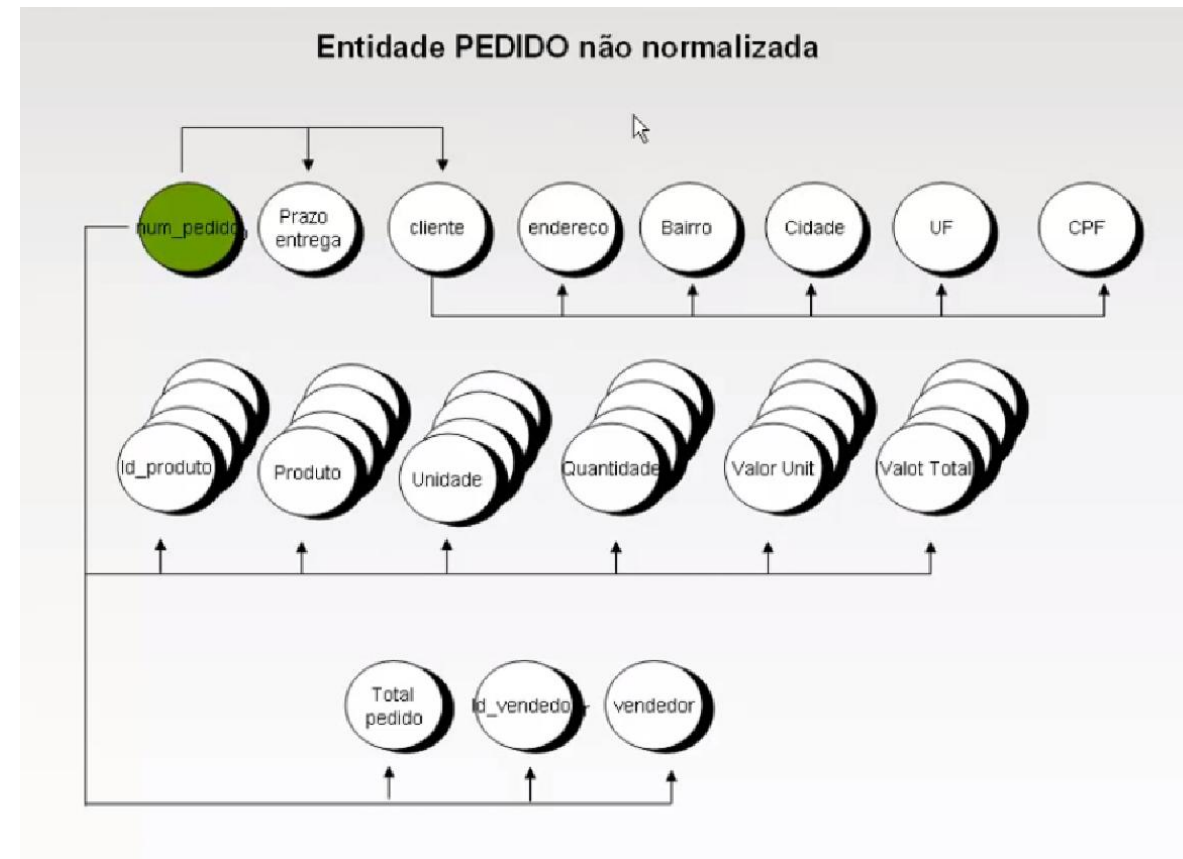 Entidade PEDIDO não normalizada
num_pedido
Prazo
entrega
cliente
endereco
Bairro
Cidade
UF
CPF
Id_produto
Produto
Unidade
Quantidade
Valor Unit
Valot Total
Total
pedido
Id_vendedor
vendedor